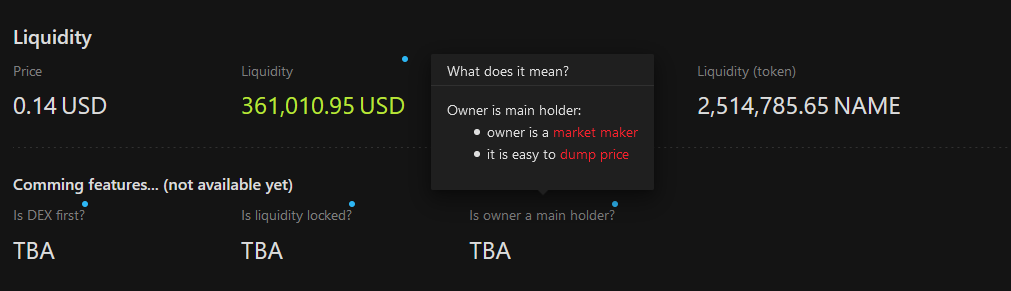 Liquidity
Price
Liquidity
What does it mean?
Liquidity (token)
0.14 USD
361,010.95 USD
Owner is main holder:
2,514,785.65 NAME
owner is a market maker
it is easy to dump price
Comming features... (not available yet)
Is DEX first?
Is liquidity locked?
Is owner a main holder?
TBA
TBA
TBA